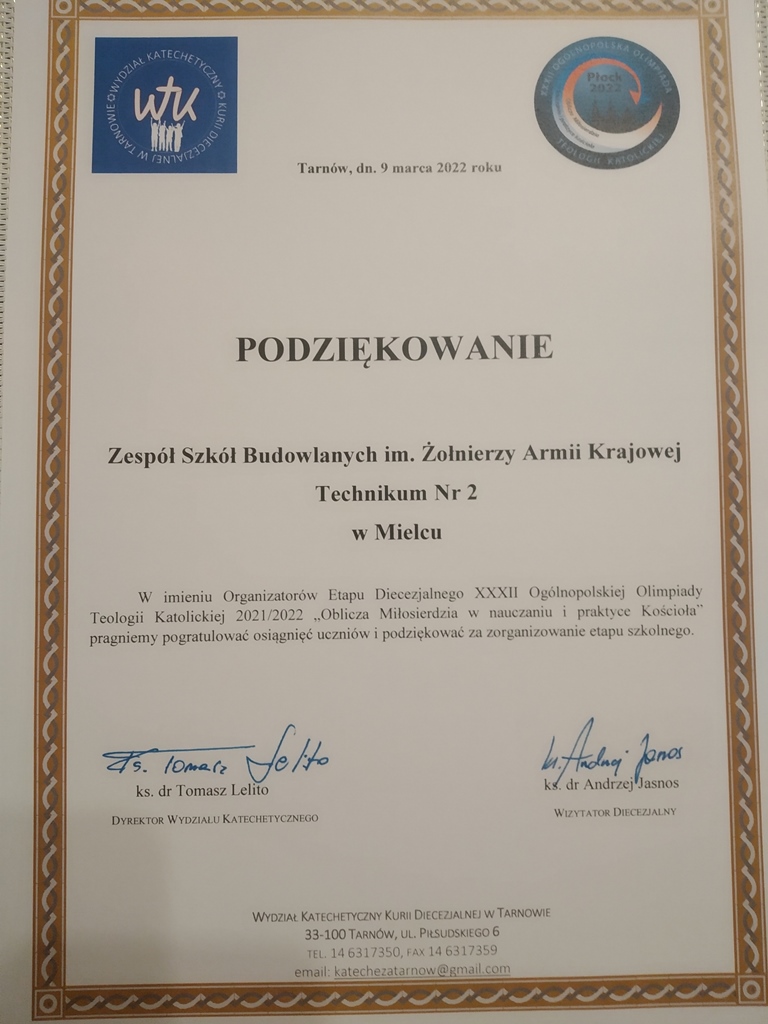 WYDZIAŁ KATECHETYCZNY KURII DIECEZJALNEJ W TARNOWIE
wtk
XXXII OGÓLNOPOLSKA OLIMPIADA
Płock
2022
TEOLOGII KATOLICKIEJ
Tarnów, dn. 9 marca 2022 roku
PODZIĘKOWANIE
Zespół Szkół Budowlanych im. Żołnierzy Armii Krajowej
Technikum Nr 2
w Mielcu
W imieniu Organizatorów Etapu Diecezjalnego XXXII Ogólnopolskiej Olimpiady
Teologii Katolickiej 2021/2022 „Oblicza Miłosierdzia w nauczaniu i praktyce Kościoła”
pragniemy pogratulować osiągnięć uczniów i podziękować za zorganizowanie etapu szkolnego.
Ks. Tomasz Lelito
ks. Andrzej Jasnos
ks. dr Tomasz Lelito
ks. dr Andrzej Jasnos
DYREKTOR WYDZIAŁU KATECHETYCZNEGO
WIZYTATOR DIECEZJALNY
WYDZIAŁ KATECHETYCZNY KURII DIECEZJALNEJ W TARNOWIE
33-100 TARNÓW, UL. PIŁSUDSKIEGO 6
TEL. 14 6317350, FAX 14 6317359
email: katechezatarnow@gmail.com